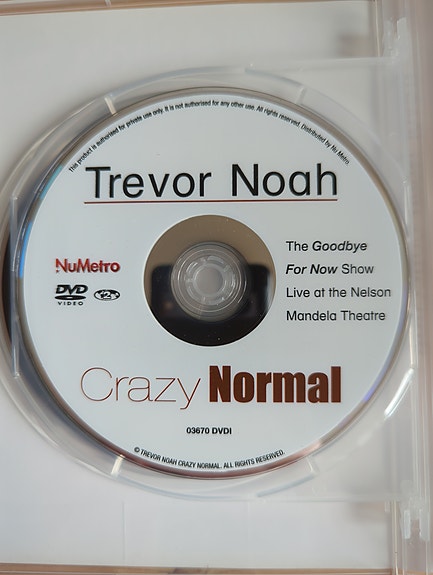 This product is authorised for private use only. It is not authorised for any other use. All rights reserved. Distributed by Nu Metro
Trevor Noah
NuMetro
DVD
VIDEO
2
The Goodbye
For Now Show
Live at the Nelson
Mandela Theatre
Crazy Normal
03670 DVDI
© TREVOR NOAH CRAZY NORMAL. ALL RIGHTS RESERVED.